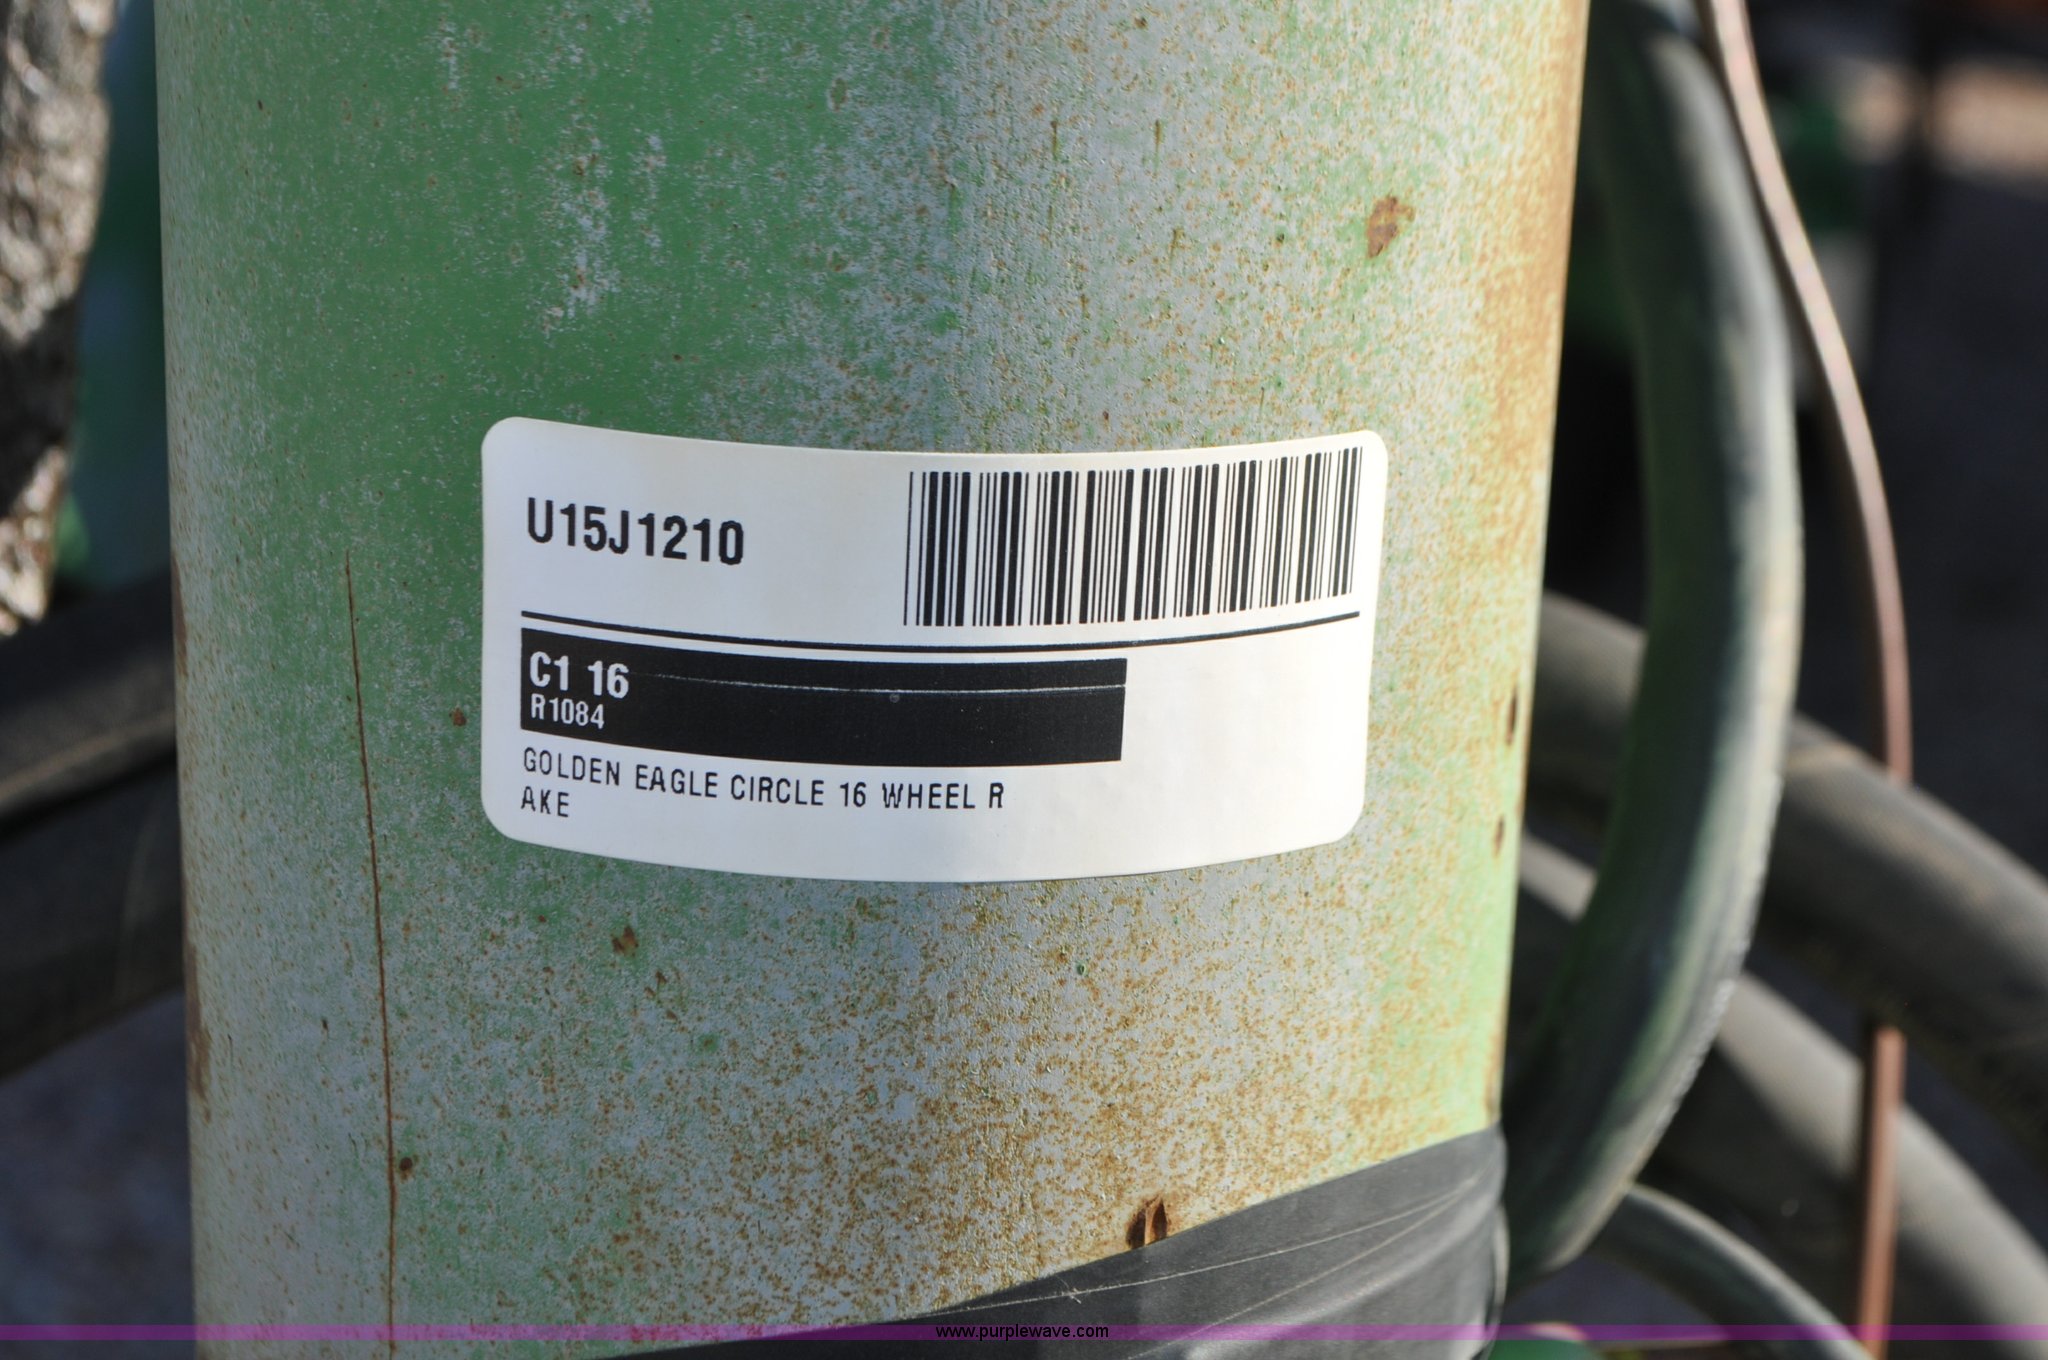 U15J1210
C1 16
R1084
GOLDEN EAGLE CIRCLE 16 WHEEL R
AKE
www.purplewave.com